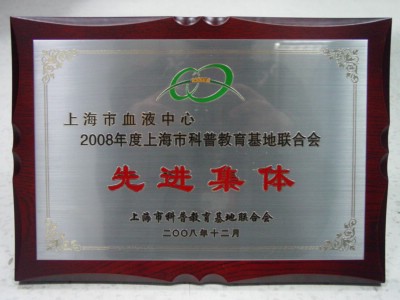 上海市血液中心
2008年度上海市科普教育基地联合会
先进集体
上海市科普教育基地联合会
二〇〇八年十二月